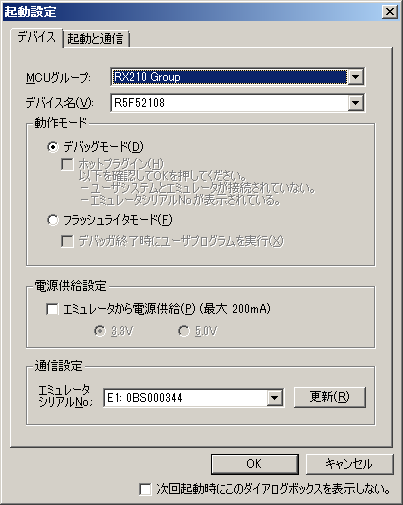 起動設定
デバイス 起動と通信
MCUグループ: RX210 Group
デバイス名(V): R5F52108
動作モード
デバッグモード(D)
ホットプラグイン(H)
以下を確認してOKを押してください。
－ユーザシステムとエミュレータが接続されていない。
－エミュレータシリアルNo.が表示されている。
フラッシュライタモード(F)
デバッガ終了時にユーザプログラムを実行(X)
電源供給設定
エミュレータから電源供給(P) (最大 200mA)
3.3V 5.0V
通信設定
エミュレータ
シリアルNo: E1: 0BS000344 更新(R)
OK キャンセル
次回起動時にこのダイアログボックスを表示しない。